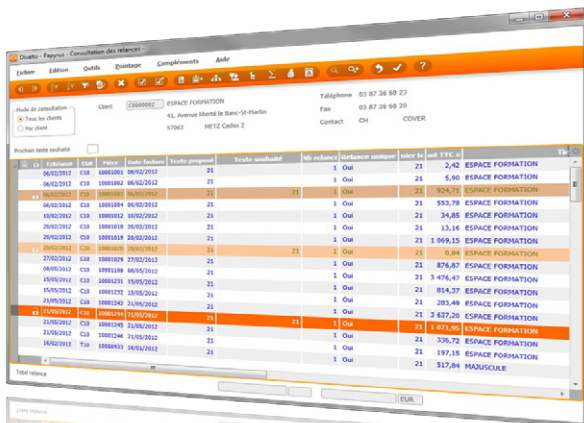 Divalto - Papyrus - Consultation des relances -
Fichier Edition Outils Pointage Compléments Aide
Mode de consultation
Tous les clients
Par client
Client C0000002 ESPACE FORMATION
41, Avenue liberté le Banc-St-Martin
57063 METZ Cedex 2
Téléphone 03 87 36 68 23
Fax 03 87 36 68 20
Contact CH COVER
Prochain texte souhaité
Echéance Etat Pièce Date facture Texte proposé Texte souhaité Nb relance Relance unique
06/02/2012 C10 10001001 06/02/2012 21 1 Oui 21 2,42 ESPACE FORMATION
06/02/2012 C10 10001002 06/02/2012 21 1 Oui 21 5,90 ESPACE FORMATION
06/02/2012 C10 10001003 06/02/2012 21 21 1 Oui 21 924,71 ESPACE FORMATION
06/02/2012 C10 10001004 06/02/2012 21 1 Oui 21 553,78 ESPACE FORMATION
10/02/2012 C10 10001012 10/02/2012 21 1 Oui 21 34,85 ESPACE FORMATION
20/02/2012 C10 10001018 20/02/2012 21 1 Oui 21 13,16 ESPACE FORMATION
20/02/2012 C10 10001019 20/02/2012 21 1 Oui 21 1 069,15 ESPACE FORMATION
20/02/2012 C10 10001020 20/02/2012 21 21 1 Oui 21 0,84 ESPACE FORMATION
27/02/2012 C10 10001029 27/02/2012 21 1 Oui 21 876,87 ESPACE FORMATION
08/05/2012 C10 10001198 08/05/2012 21 1 Oui 21 3 476,47 ESPACE FORMATION
15/05/2012 C10 10001231 15/05/2012 21 1 Oui 21 814,37 ESPACE FORMATION
15/05/2012 C10 10001232 15/05/2012 21 1 Oui 21 283,49 ESPACE FORMATION
21/05/2012 C10 10001243 21/05/2012 21 1 Oui 21 3 637,20 ESPACE FORMATION
21/05/2012 C10 10001244 21/05/2012 21 21 1 Oui 21 1 071,95 ESPACE FORMATION
21/05/2012 C10 10001245 21/05/2012 21 1 Oui 21 336,72 ESPACE FORMATION
21/05/2012 C10 10001246 21/05/2012 21 1 Oui 21 197,15 ESPACE FORMATION
16/02/2012 T10 10000933 16/01/2012 21 1 Oui 21 517,84 MAJUSCULE
Total relance EUR